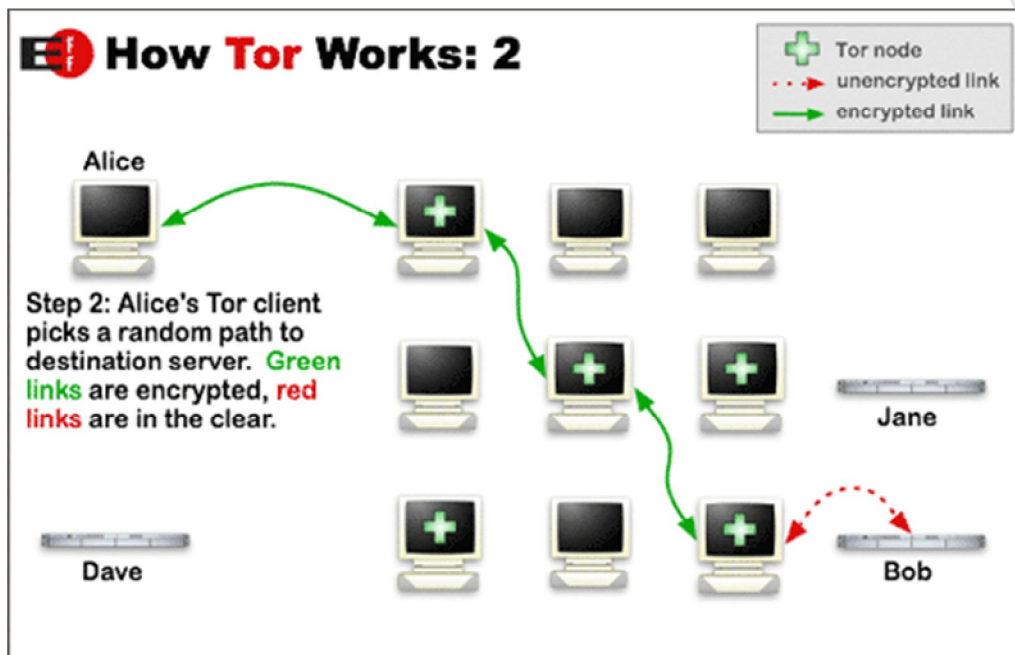 EFF How Tor Works: 2
Tor node
unencrypted link
encrypted link
Alice
Step 2: Alice's Tor client
picks a random path to
destination server. Green
links are encrypted, red
links are in the clear.
Jane
Dave
Bob